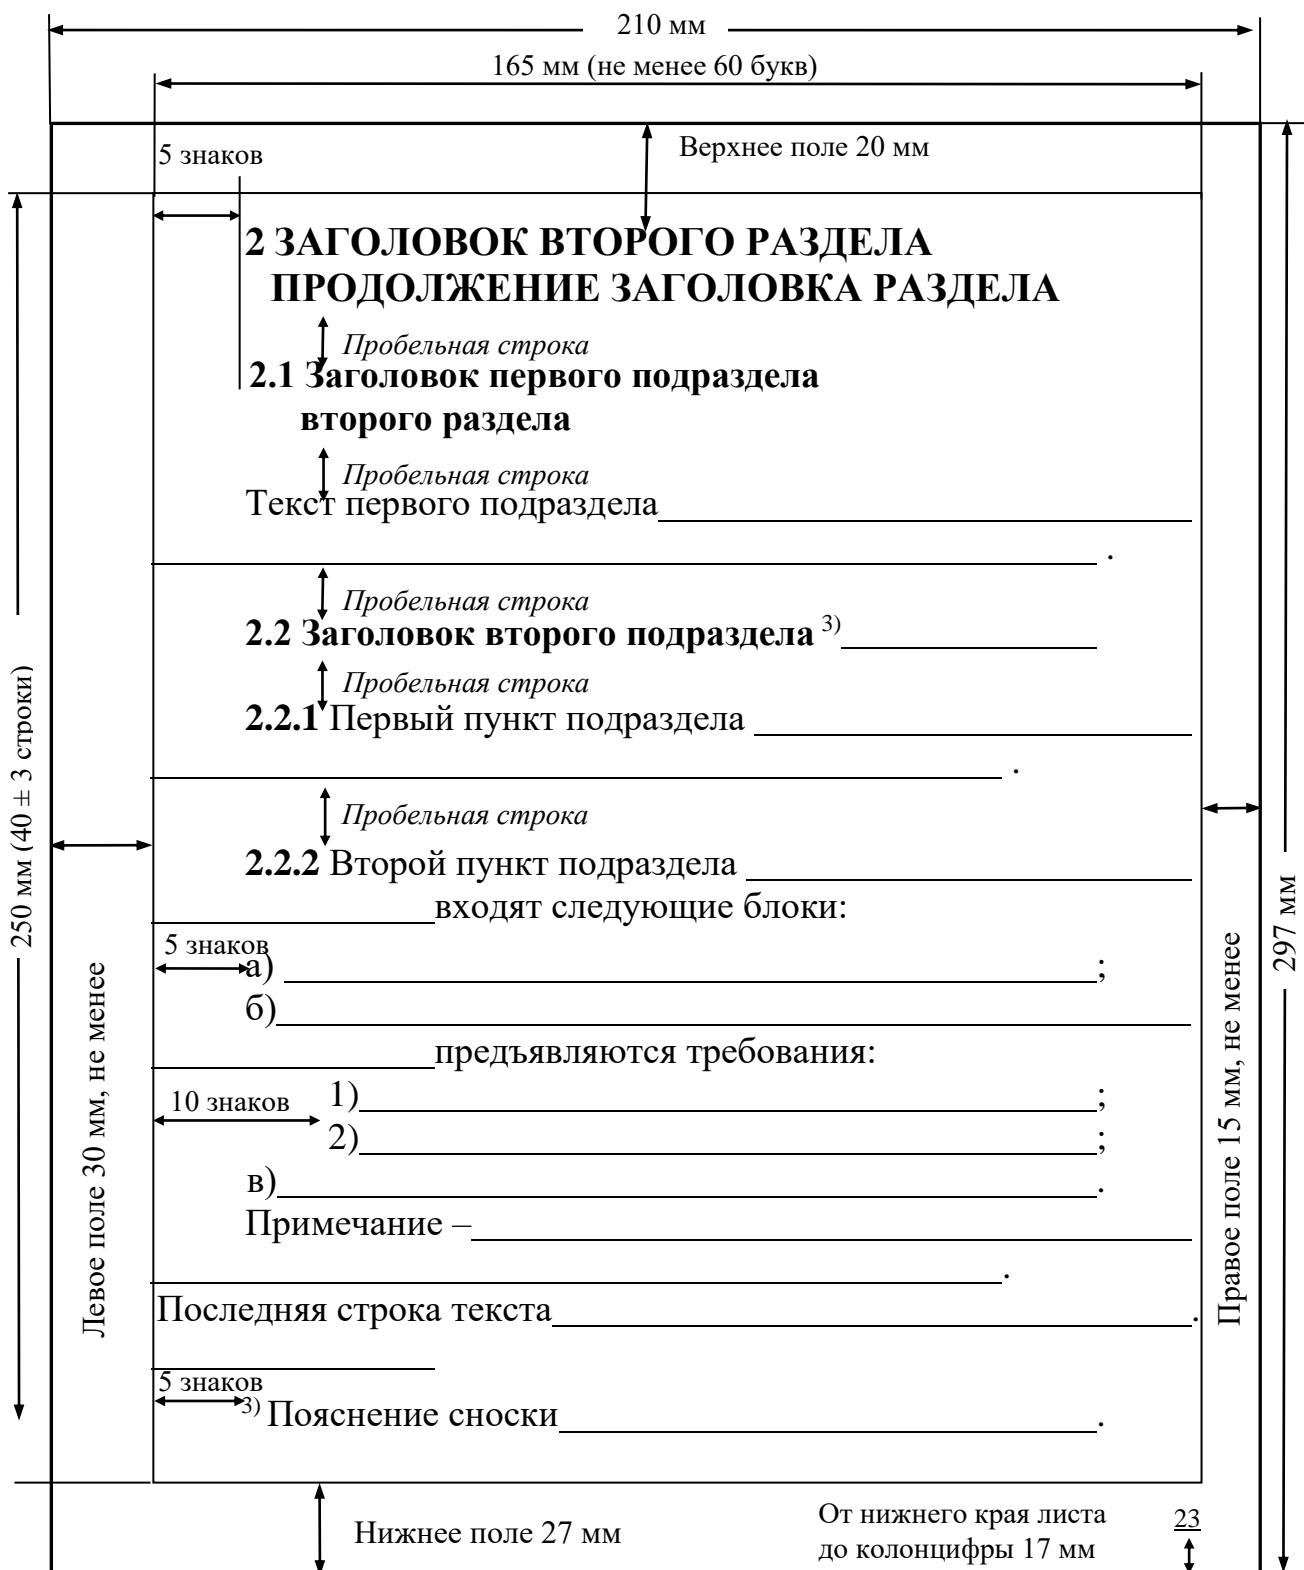 210 мм
165 мм (не менее 60 букв)
5 знаков
Верхнее поле 20 мм
2 ЗАГОЛОВОК ВТОРОГО РАЗДЕЛА
ПРОДОЛЖЕНИЕ ЗАГОЛОВКА РАЗДЕЛА
Пробельная строка
2.1 Заголовок первого подраздела
второго раздела
Пробельная строка
Текст первого подраздела
.
Пробельная строка
2.2 Заголовок второго подраздела 3)
Пробельная строка
2.2.1 Первый пункт подраздела
.
Пробельная строка
2.2.2 Второй пункт подраздела
входят следующие блоки:
5 знаков
а) ;
б)
предъявляются требования:
10 знаков
1) ;
2) ;
в) .
Примечание –
.
Последняя строка текста .
5 знаков
3) Пояснение сноски .
250 мм (40 ± 3 строки)
Левое поле 30 мм, не менее
Правое поле 15 мм, не менее
297 мм
Нижнее поле 27 мм
От нижнего края листа
до колонцифры 17 мм
23